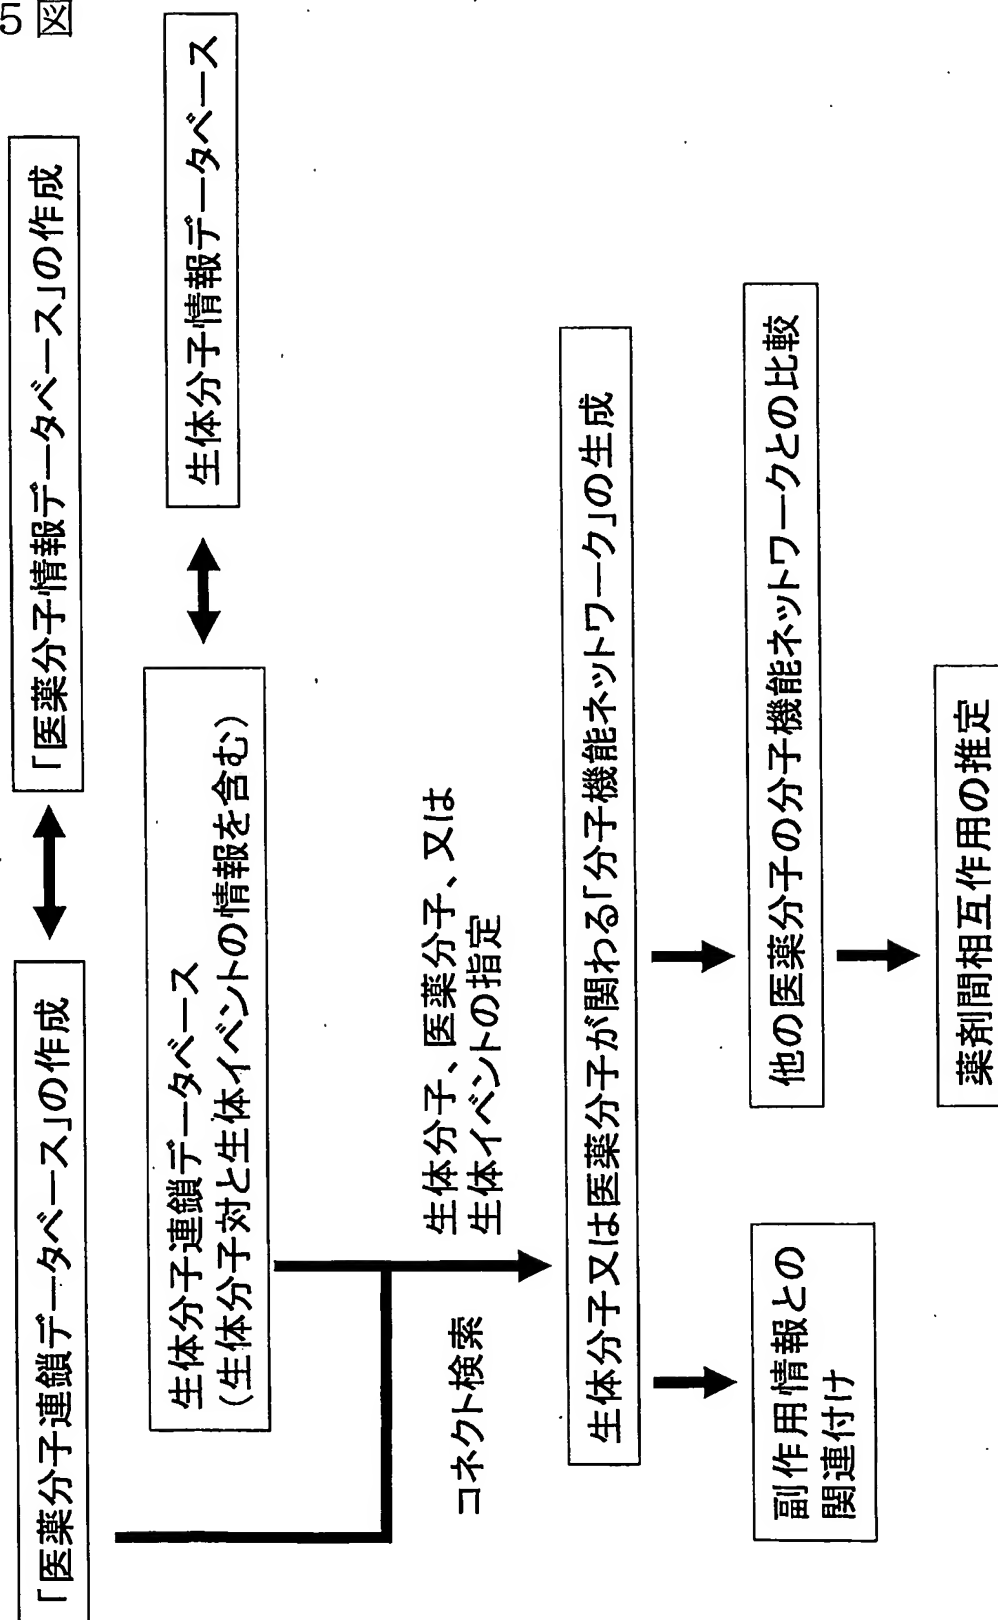 5図
「医薬分子連鎖データベース」の作成
「医薬分子情報データベース」の作成
生体分子連鎖データベース
(生体分子対と生体イベントの情報を含む)
生体分子情報データベース
コネクト検索
生体分子、医薬分子、又は
生体イベントの指定
生体分子又は医薬分子が関わる「分子機能ネットワーク」の生成
副作用情報との
関連付け
他の医薬分子の分子機能ネットワークとの比較
薬剤間相互作用の推定